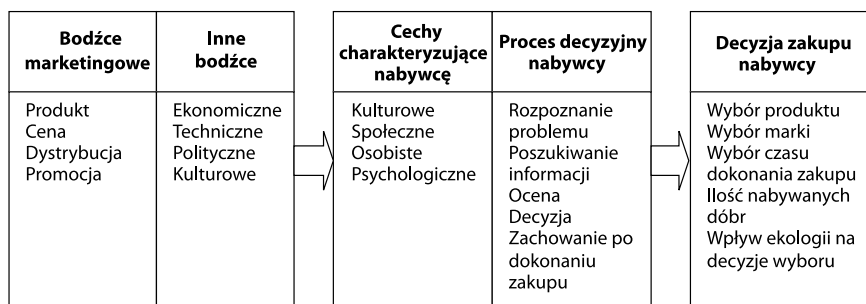 Bodźce
marketingowe
Produkt
Cena
Dystrybucja
Promocja
Inne
bodźce
Ekonomiczne
Techniczne
Polityczne
Kulturowe
Cechy
charakteryzujące
nabywcę
Kulturowe
Społeczne
Osobiste
Psychologiczne
Proces decyzyjny
nabywcy
Rozpoznanie
problemu
Poszukiwanie
informacji
Ocena
Decyzja
Zachowanie po
dokonaniu
zakupu
Decyzja zakupu
nabywcy
Wybór produktu
Wybór marki
Wybór czasu
dokonania zakupu
Ilość nabywanych
dóbr
Wpływ ekologii na
decyzje wyboru